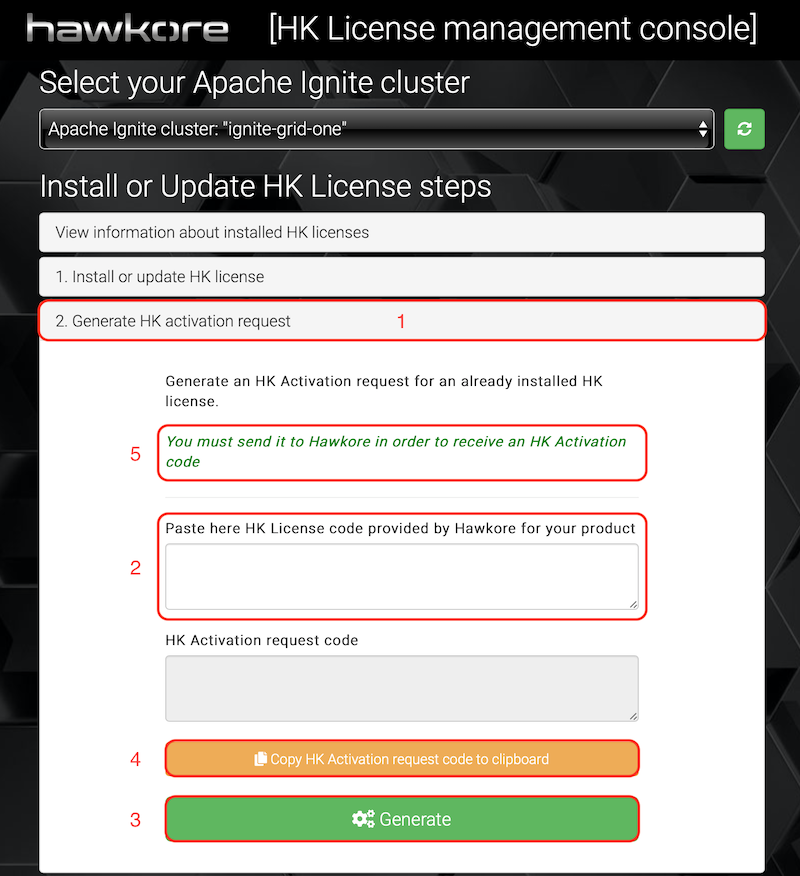 hawkore [HK License management console]
Select your Apache Ignite cluster
Apache Ignite cluster: "ignite-grid-one"
Install or Update HK License steps
View information about installed HK licenses
1. Install or update HK license
2. Generate HK activation request 1
Generate an HK Activation request for an already installed HK
license.
5 You must send it to Hawkore in order to receive an HK Activation
code
Paste here HK License code provided by Hawkore for your product
2
HK Activation request code
4 Copy HK Activation request code to clipboard
3 Generate